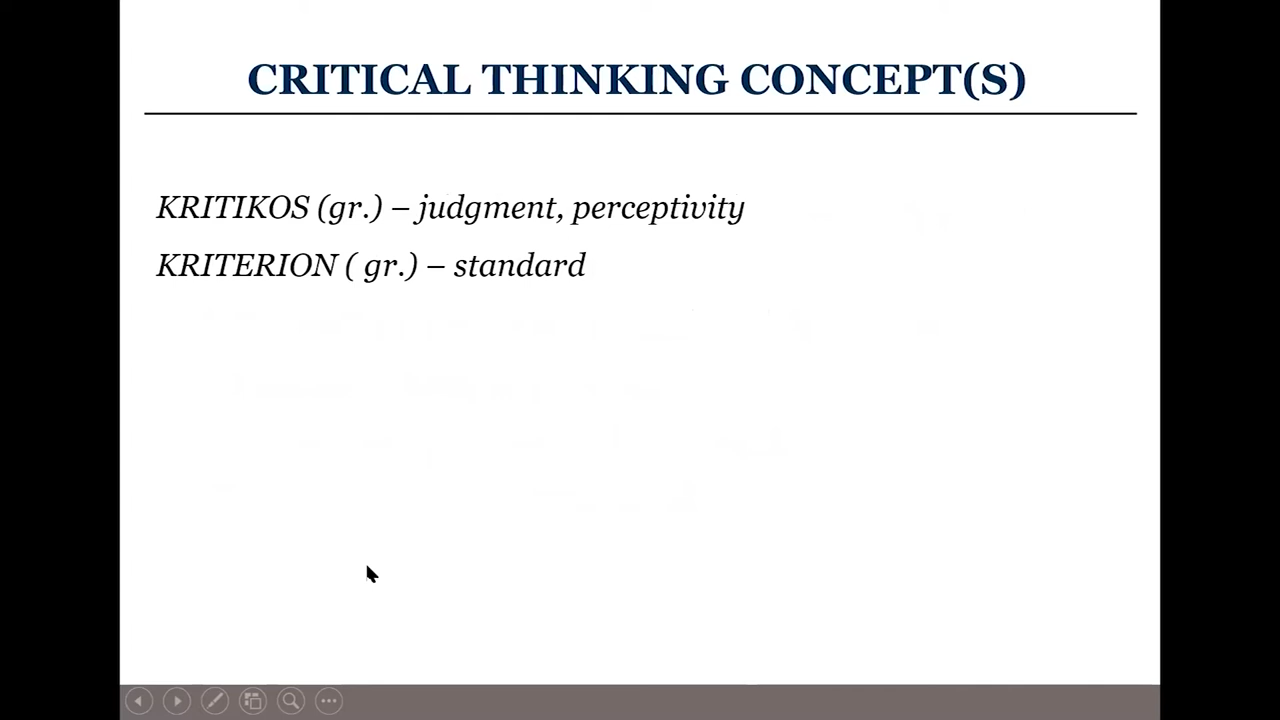 CRITICAL THINKING CONCEPT(S)
KRITIKOS (gr.) – judgment, perceptivity
KRITERION ( gr.) – standard